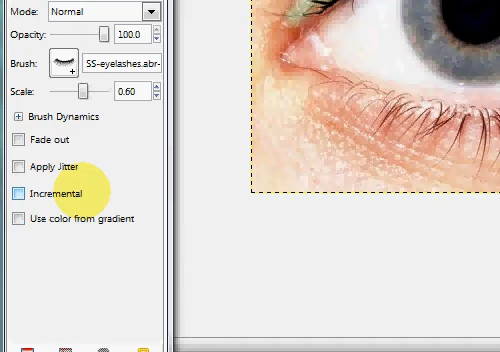 Mode: Normal
Opacity: 100.0
Brush: SS-eyelashes.abr-
Scale: 0.60
Brush Dynamics
Fade out
Apply Jitter
Incremental
Use color from gradient